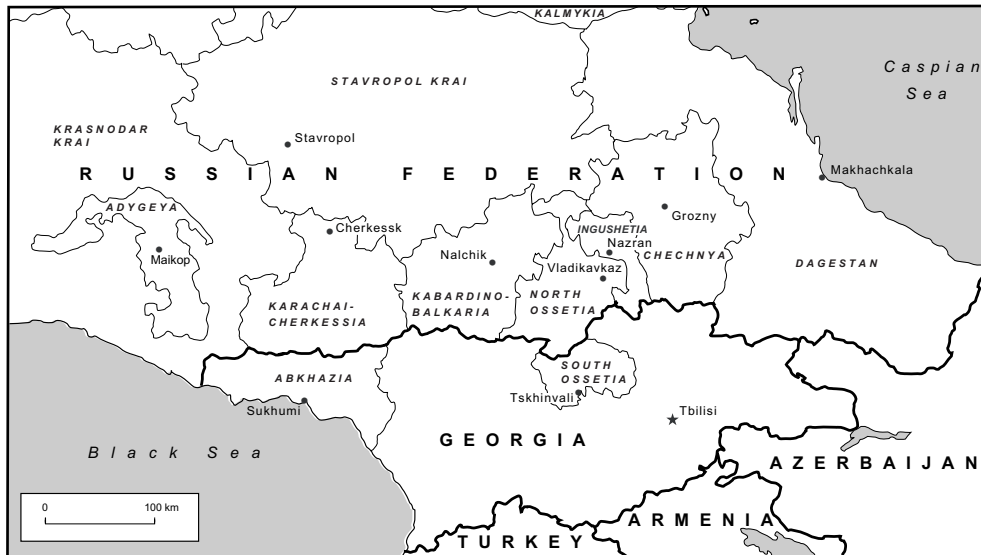 KALMYKIA
Caspian
Sea
STAVROPOL KRAI
KRASNODAR
KRAI
Stavropol
RUSSIAN FEDERATION
Makhachkala
ADYGEYA
Grozny
Cherkessk
INGUSHETIA
Nazran
Maikop
Nalchik
Vladikavkaz
CHECHNYA
DAGESTAN
KARACHAI-
CHERKESSIA
KABARDINO-
BALKARIA
NORTH
OSSETIA
ABKHAZIA
SOUTH
OSSETIA
Tskhinvali
Sukhumi
Tbilisi
GEORGIA
Black Sea
AZERBAIJAN
0 100 km
ARMENIA
TURKEY